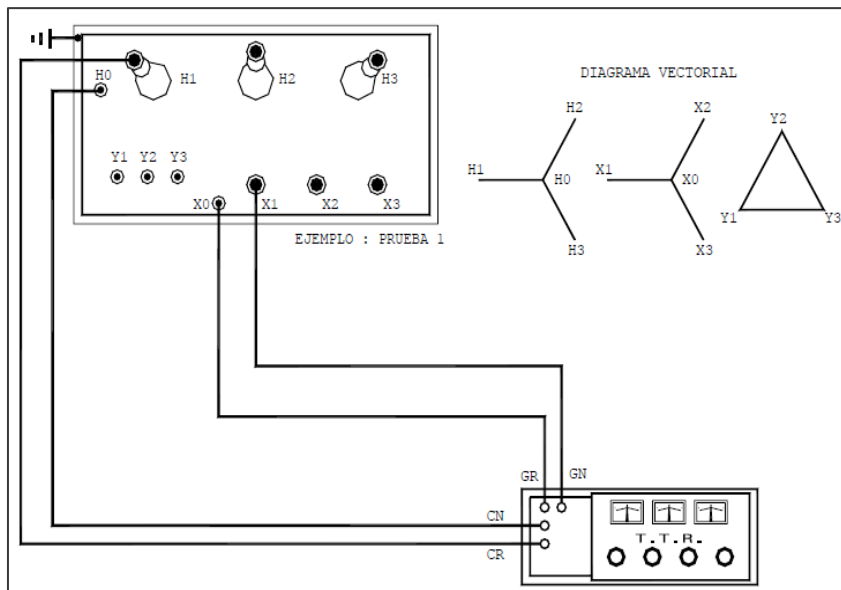 H0
H1
H2
H3
Y1 Y2 Y3
X0
X1
X2
X3
EJEMPLO : PRUEBA 1
DIAGRAMA VECTORIAL
H2
H1
H0
H3
X2
X1
X0
X3
Y2
Y1
Y3
GR
GN
CN
CR
T.T.R.